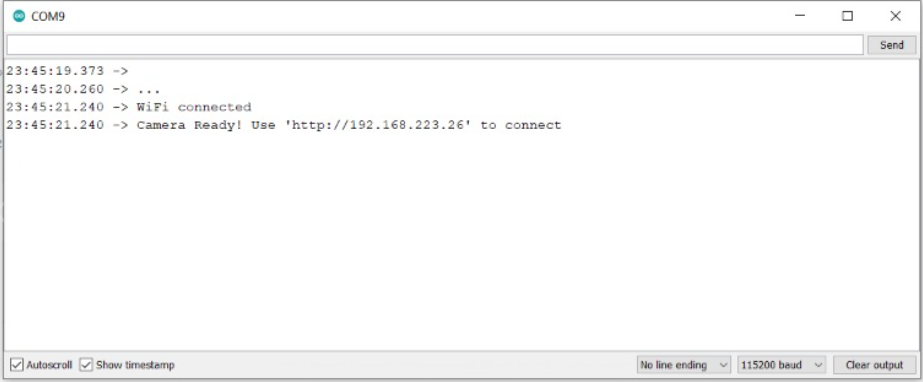 COM9
Send
23:45:19.373 ->
23:45:20.260 -> ...
23:45:21.240 -> WiFi connected
23:45:21.240 -> Camera Ready! Use 'http://192.168.223.26' to connect
Autoscroll Show timestamp No line ending 115200 baud Clear output